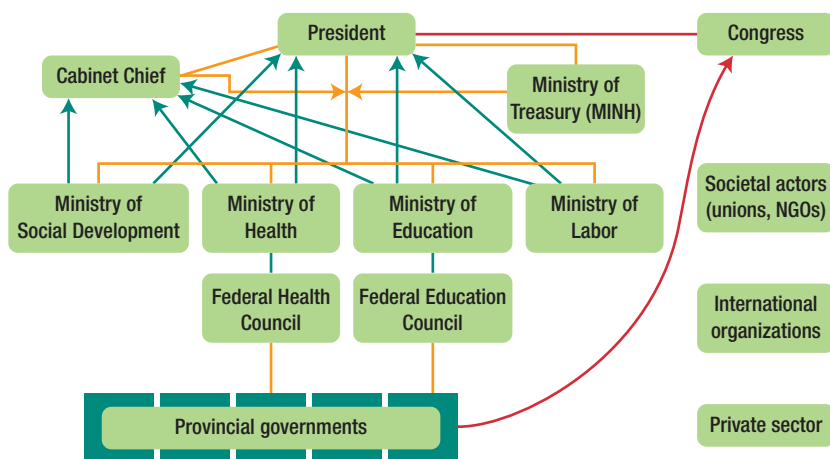 President
Congress
Cabinet Chief
Ministry of
Treasury (MINH)
Ministry of
Social Development
Ministry of
Health
Ministry of
Education
Ministry of
Labor
Societal actors
(unions, NGOs)
Federal Health
Council
Federal Education
Council
International
organizations
Provincial governments
Private sector